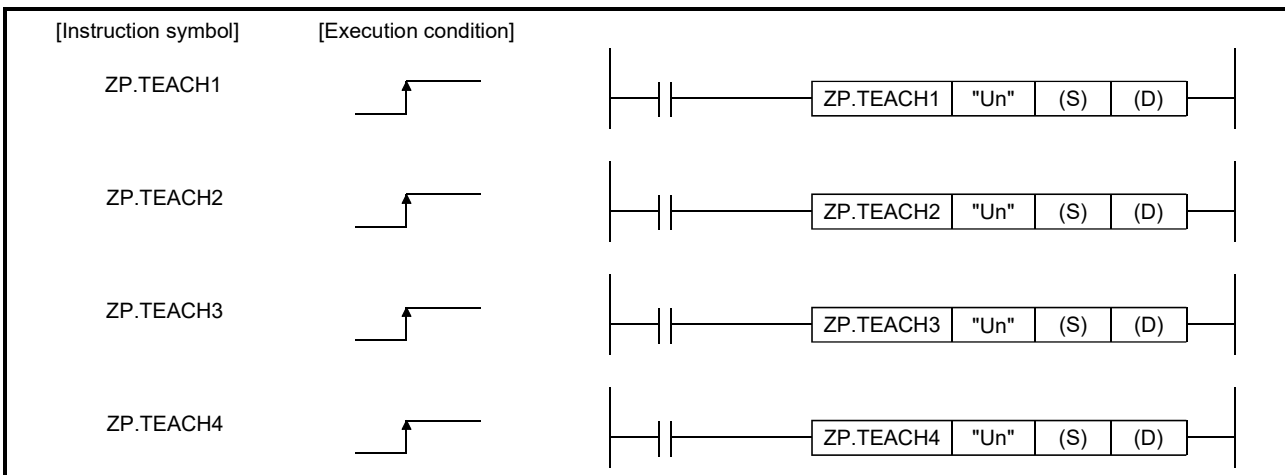 [Instruction symbol] [Execution condition]
ZP.TEACH1 ZP.TEACH1 "Un" (S) (D)
ZP.TEACH2 ZP.TEACH2 "Un" (S) (D)
ZP.TEACH3 ZP.TEACH3 "Un" (S) (D)
ZP.TEACH4 ZP.TEACH4 "Un" (S) (D)